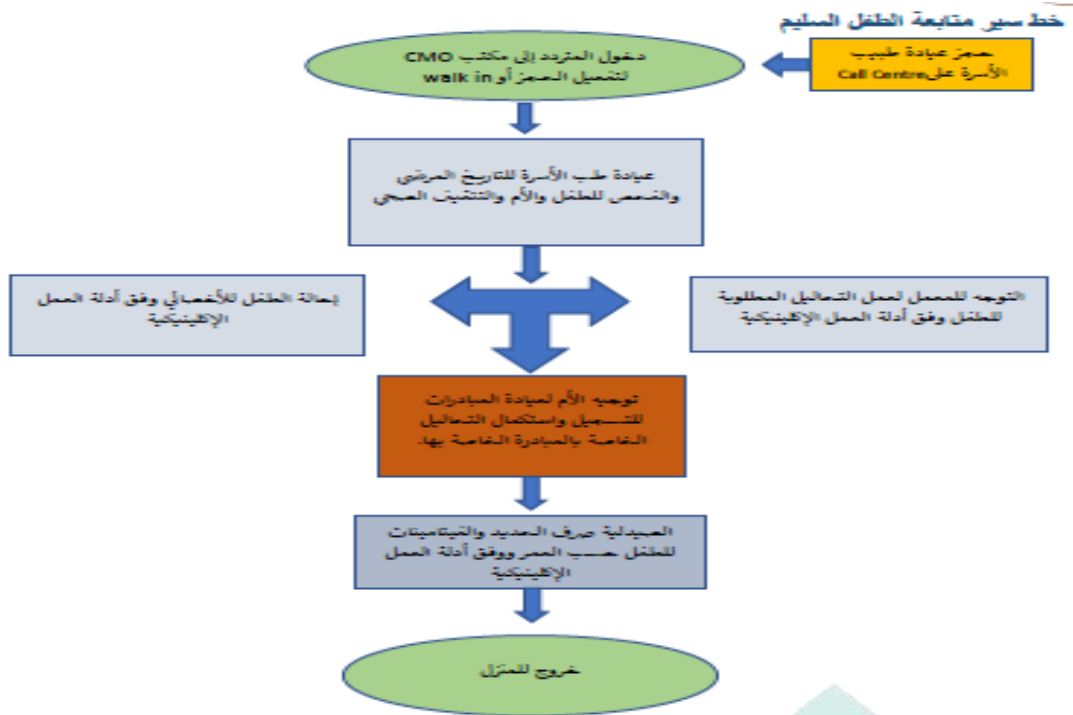 خط سير متابعة الطفل السليم
حجز عيادة طبيب
الأسرة على Call Centre
دخول المتردد إلى مكتب CMO
لتفعيل الحجز أو walk in
عيادة طب الأسرة للتاريخ المرضي
والفحص للطفل والأم والتثقيف الصحي
التوجه للمعمل لعمل التحاليل المطلوبة
للطفل وفق أدلة العمل الإكلينيكية
إحالة الطفل للأخصائي وفق أدلة العمل
الإكلينيكية
توجيه الأم لعيادة المبادرات
للتسجيل واستكمال التحاليل
الخاصة بالمبادرة الخاصة بها.
الصيدلية صرف الحديد والفيتامينات
للطفل حسب العمر ووفق أدلة العمل
الإكلينيكية
خروج للمنزل